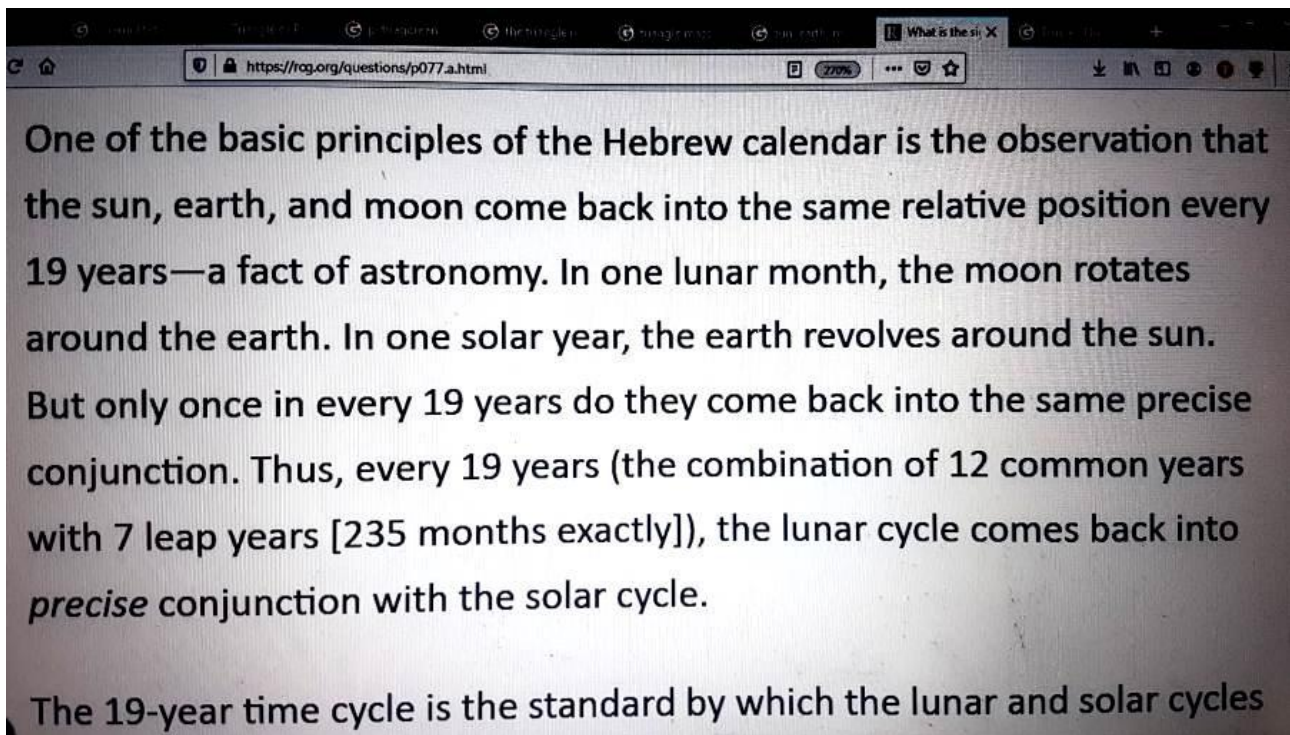 What is the si
https://rcg.org/questions/p077.a.html
270%
One of the basic principles of the Hebrew calendar is the observation that
the sun, earth, and moon come back into the same relative position every
19 years—a fact of astronomy. In one lunar month, the moon rotates
around the earth. In one solar year, the earth revolves around the sun.
But only once in every 19 years do they come back into the same precise
conjunction. Thus, every 19 years (the combination of 12 common years
with 7 leap years [235 months exactly]), the lunar cycle comes back into
precise conjunction with the solar cycle.
The 19-year time cycle is the standard by which the lunar and solar cycles